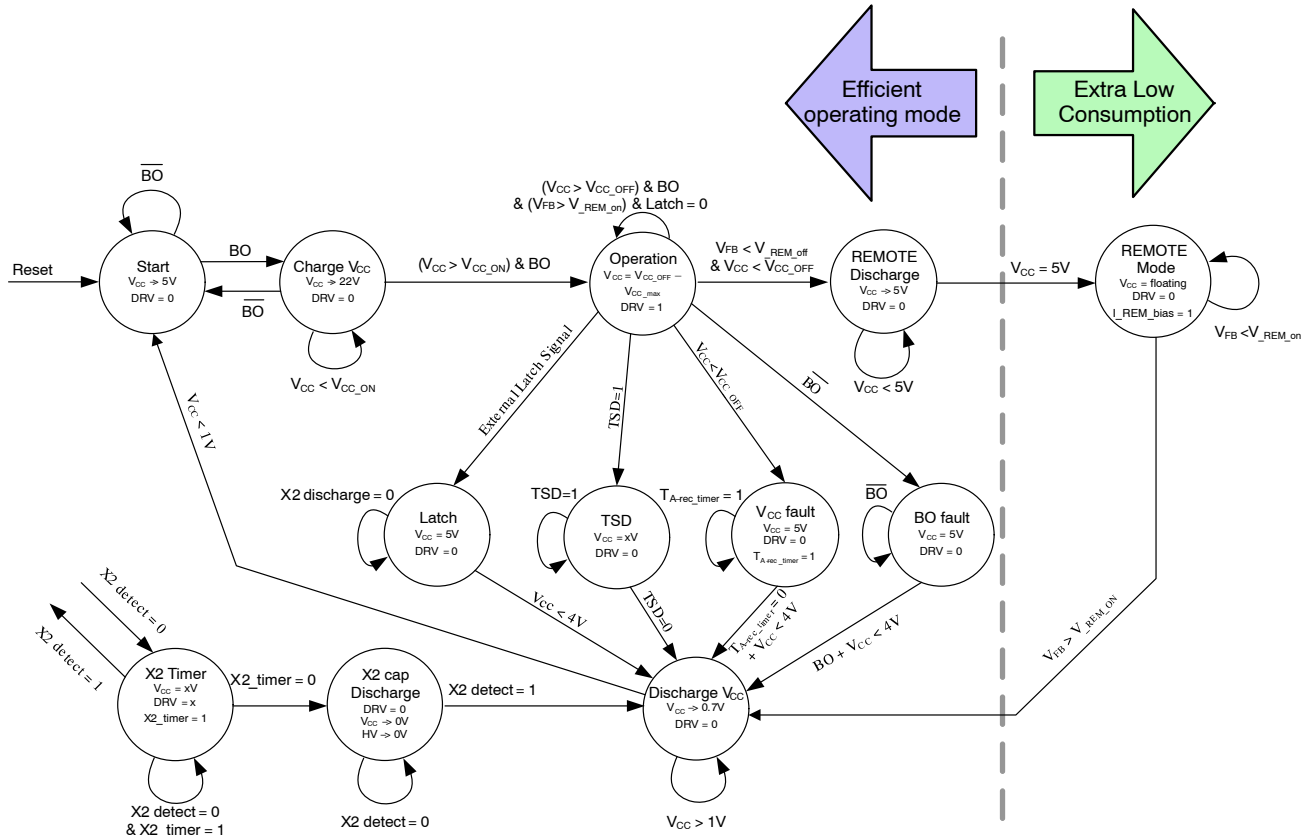 Efficient
operating mode
Extra Low
Consumption
Reset
B̅O̅
Start
VCC → 5V
DRV = 0
BO
B̅O̅
Charge VCC
VCC → 22V
DRV = 0
VCC < VCC_ON
(VCC > VCC_ON) & BO
(VCC > VCC_OFF) & BO
& (VFB > V_REM_on) & Latch = 0
Operation
VCC = VCC_OFF −
VCC_max
DRV = 1
VFB < V_REM_off
& VCC < VCC_OFF
REMOTE
Discharge
VCC → 5V
DRV = 0
VCC < 5V
VCC = 5V
REMOTE
Mode
VCC = floating
DRV = 0
I_REM_bias = 1
VFB < V_REM_on
VCC < 1V
External Latch Signal
TSD=1
VCC < VCC_OFF
B̅O̅
X2 discharge = 0
Latch
VCC = 5V
DRV = 0
TSD=1
TSD
VCC = xV
DRV = 0
TA-rec_timer = 1
VCC fault
VCC = 5V
DRV = 0
TA-rec_timer = 1
B̅O̅
BO fault
VCC = 5V
DRV = 0
VCC < 4V
TSD=0
TA-rec_timer = 0
+ VCC < 4V
BO + VCC < 4V
VFB > V_REM_ON
X2 detect = 0
X2 detect = 1
X2 Timer
VCC = xV
DRV = x
X2_timer = 1
X2_timer = 0
X2 cap
Discharge
DRV = 0
VCC → 0V
HV → 0V
X2 detect = 1
Discharge VCC
VCC → 0.7V
DRV = 0
X2 detect = 0
& X2_timer = 1
X2 detect = 0
VCC > 1V